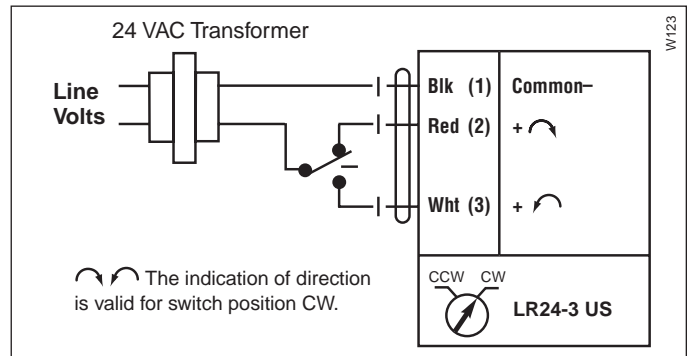 24 VAC Transformer
W123
Line
Volts
Blk (1) Common–
Red (2) +
Wht (3) +
The indication of direction
is valid for switch position CW.
CCW CW
LR24-3 US